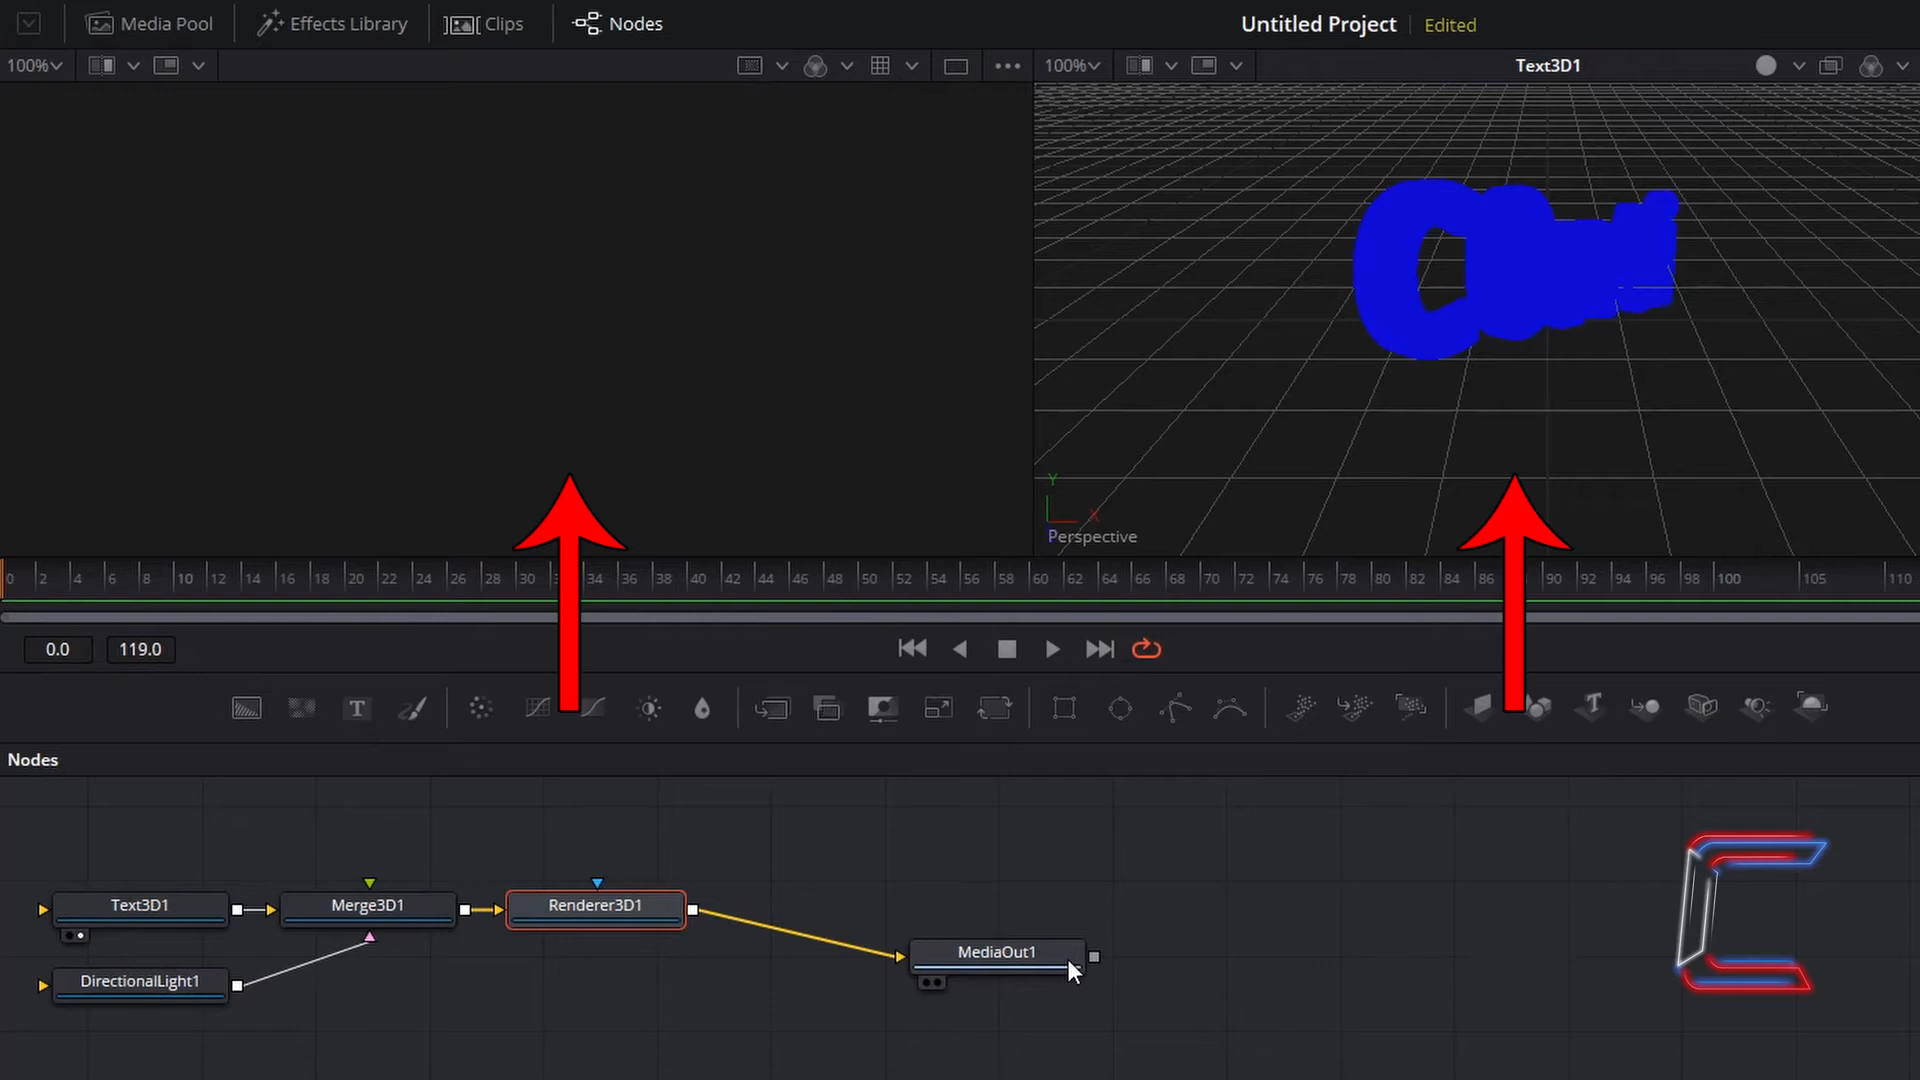 Media Pool
Effects Library
Clips
Nodes
Untitled Project
Edited
100%
100%
Text3D1
Y
X
Perspective
0 2 4 6 8 10 12 14 16 18 20 22 24 26 28 30 34 36 38 40 42 44 46 48 50 52 54 56 58 60 62 64 66 68 70 72 74 76 78 80 82 84 86 90 92 94 96 98 100 105 110
0.0
119.0
T
T
Nodes
Text3D1
Merge3D1
Renderer3D1
MediaOut1
DirectionalLight1